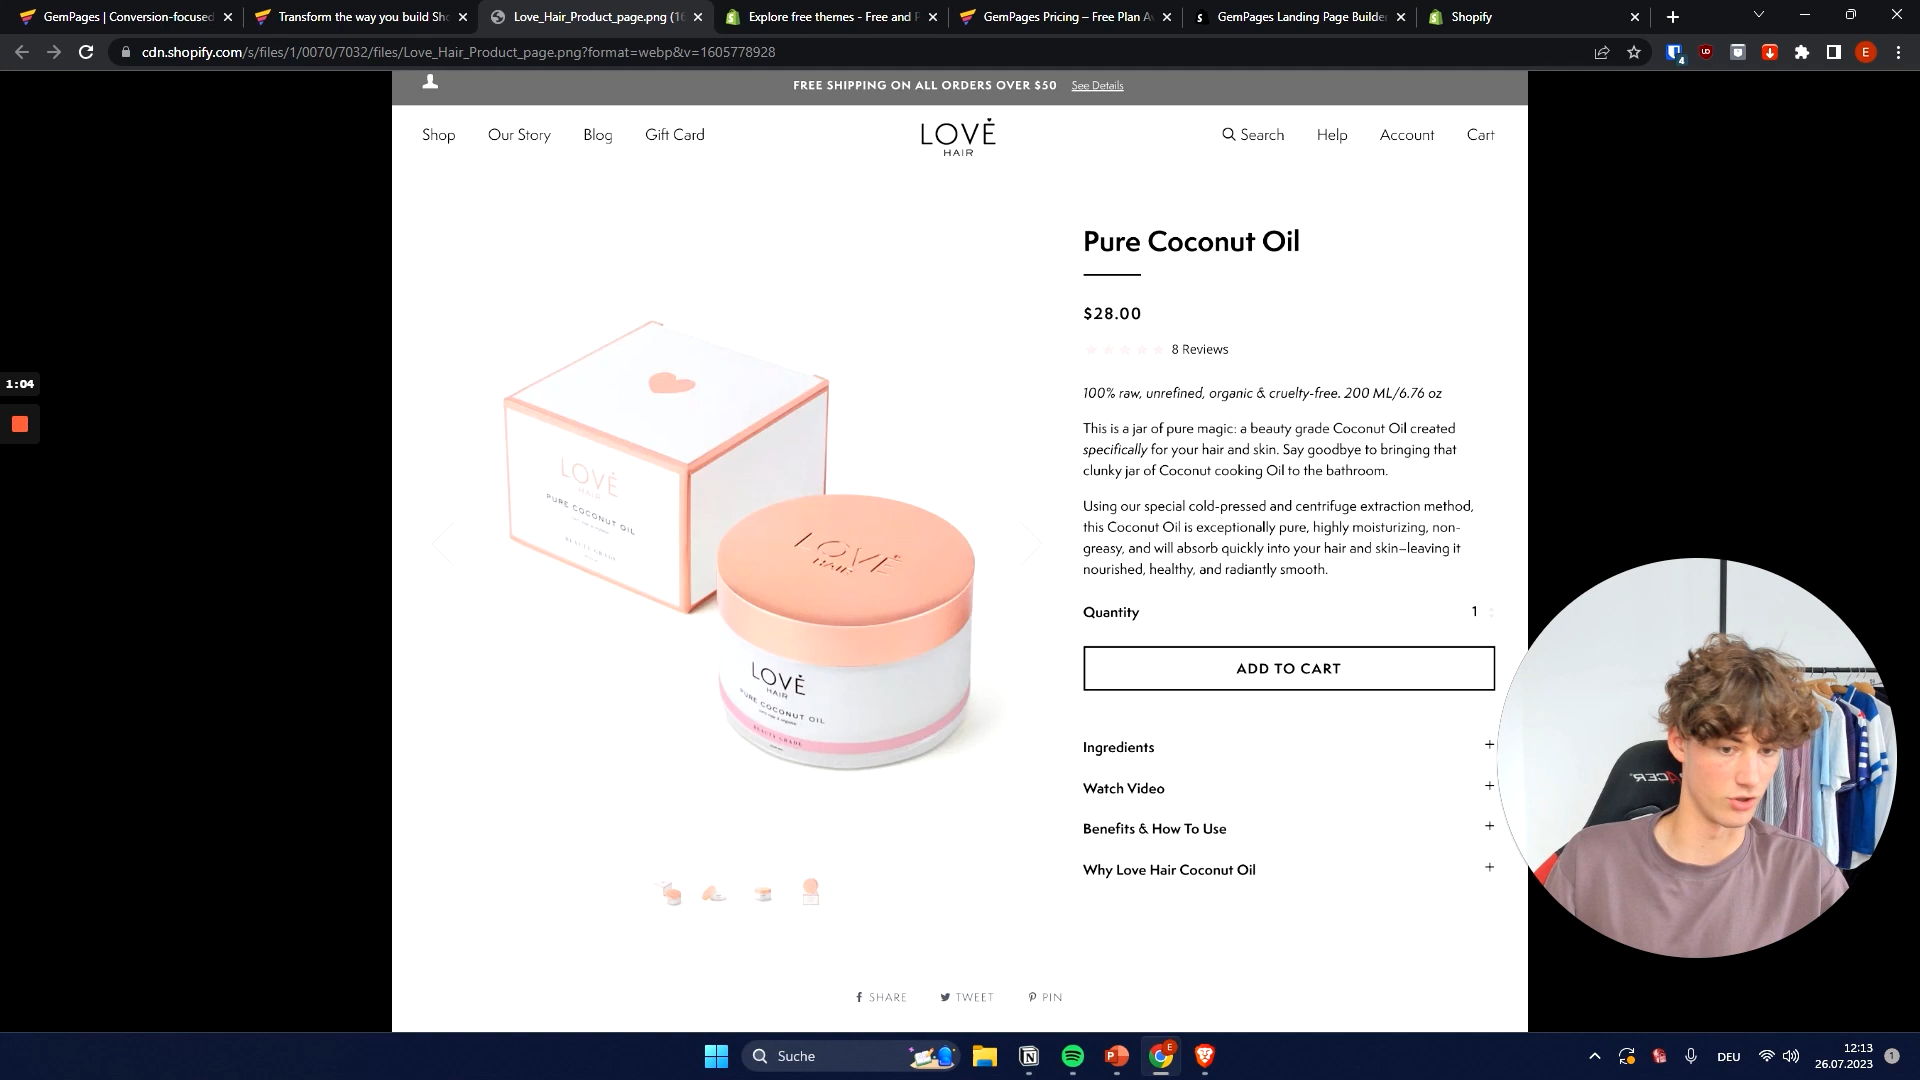 GemPages | Conversion-focused
Transform the way you build Sho
Love_Hair_Product_page.png (16
Explore free themes - Free and P
GemPages Pricing – Free Plan A
GemPages Landing Page Builder
Shopify
cdn.shopify.com/s/files/1/0070/7032/files/Love_Hair_Product_page.png?format=webp&v=1605778928
4
E
FREE SHIPPING ON ALL ORDERS OVER $50 See Details
Shop Our Story Blog Gift Card
LOVĖ
HAIR
Search Help Account Cart
Pure Coconut Oil
$28.00
8 Reviews
100% raw, unrefined, organic & cruelty-free. 200 ML/6.76 oz
This is a jar of pure magic: a beauty grade Coconut Oil created
specifically for your hair and skin. Say goodbye to bringing that
clunky jar of Coconut cooking Oil to the bathroom.
Using our special cold-pressed and centrifuge extraction method,
this Coconut Oil is exceptionally pure, highly moisturizing, non-
greasy, and will absorb quickly into your hair and skin—leaving it
nourished, healthy, and radiantly smooth.
Quantity 1
ADD TO CART
Ingredients +
Watch Video +
Benefits & How To Use +
Why Love Hair Coconut Oil +
LOVĖ
HAIR
PURE COCONUT OIL
BEAUTY GRADE
LOVĖ
HAIR
LOVĖ
HAIR
PURE COCONUT OIL
BEAUTY GRADE
1:04
SHARE TWEET PIN
Suche
DEU
12:13
26.07.2023
1